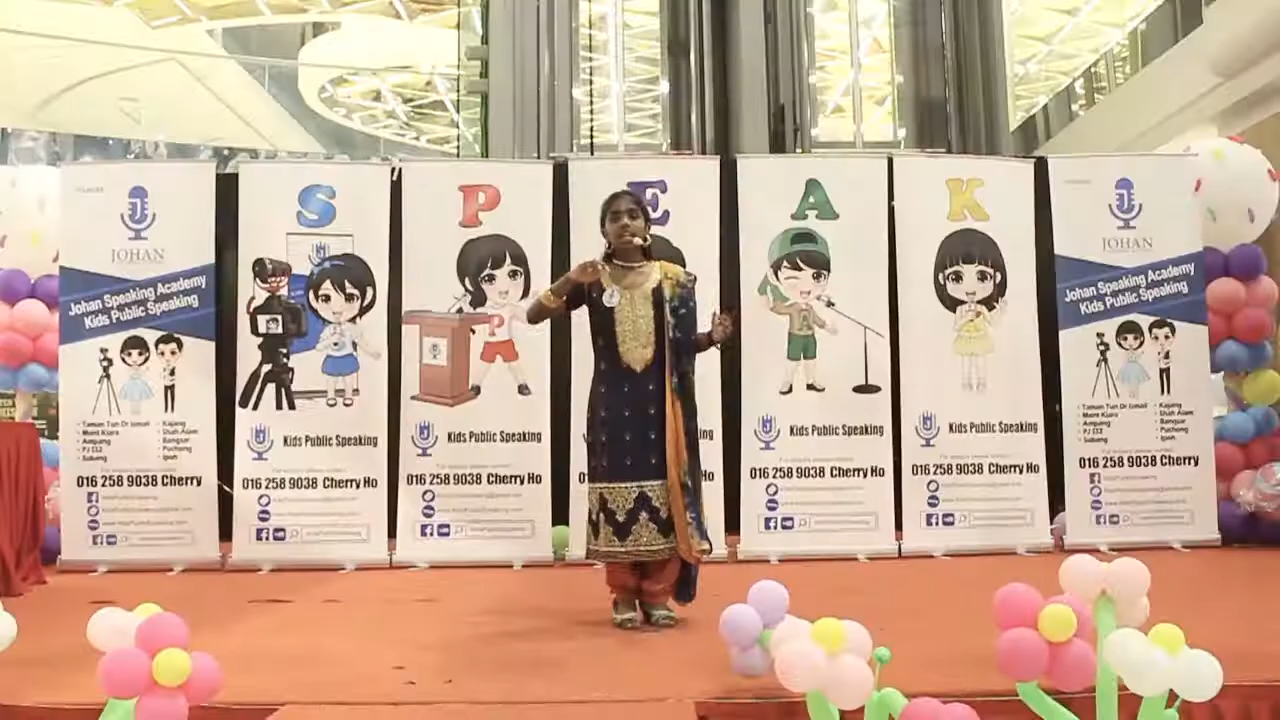 JOHAN
Johan Speaking Academy
Kids Public Speaking
Taman Tun Dr Ismail
Mont Kiara
Ampang
PJ SS2
Subang
Kajang
Shah Alam
Bangsar
Puchong
Ipoh
016 258 9038 Cherry
S
Kids Public Speaking
016 258 9038 Cherry Ho
P
P
Kids Public Speaking
016 258 9038 Cherry Ho
E
A
Kids Public Speaking
016 258 9038 Cherry Ho
K
Kids Public Speaking
016 258 9038 Cherry Ho
JOHAN
Johan Speaking Academy
Kids Public Speaking
Taman Tun Dr Ismail
Mont Kiara
Ampang
PJ SS2
Subang
Kajang
Shah Alam
Bangsar
Puchong
Ipoh
016 258 9038 Cherry